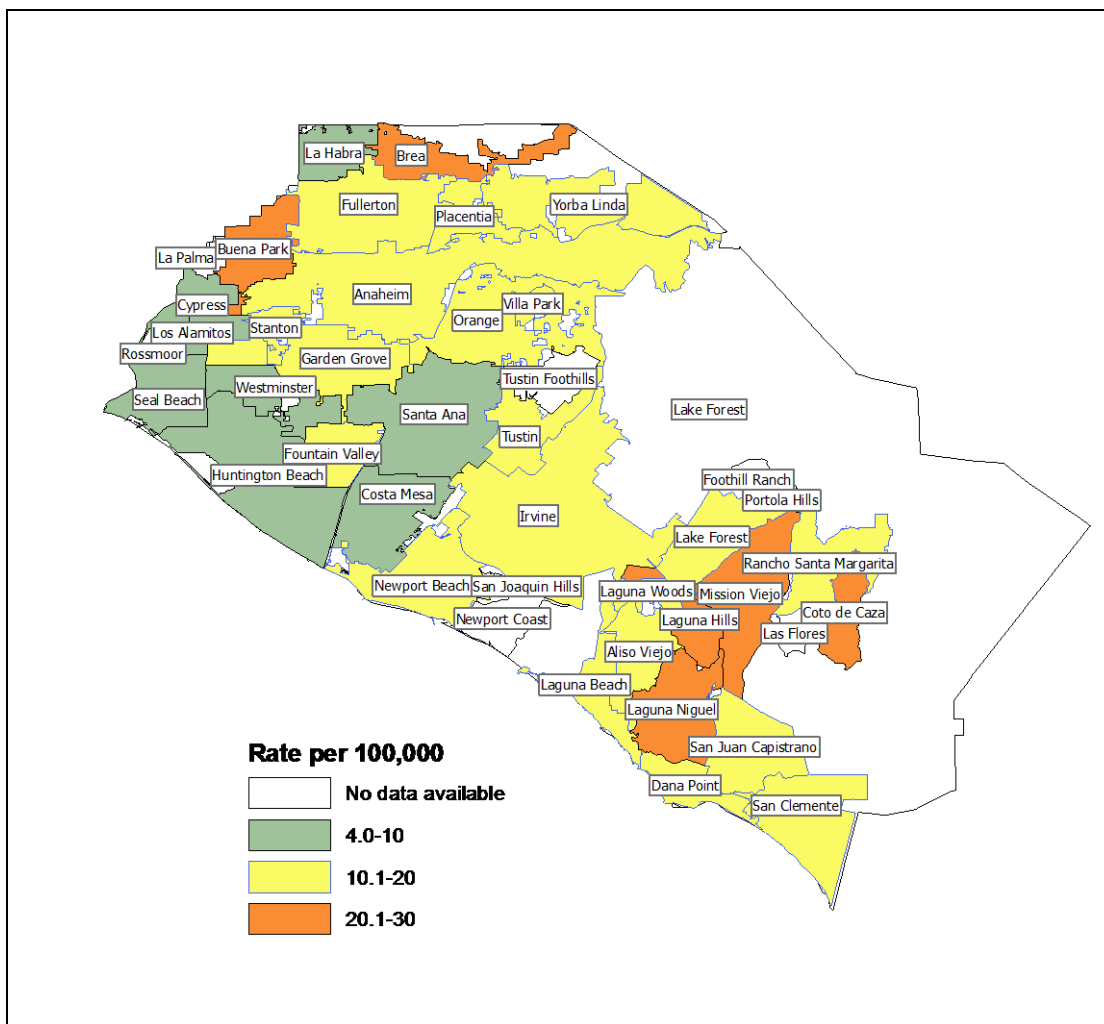 La Habra
Brea
Fullerton
Placentia
Yorba Linda
Buena Park
La Palma
Anaheim
Cypress
Villa Park
Orange
Stanton
Los Alamitos
Rossmoor
Garden Grove
Tustin Foothills
Westminster
Seal Beach
Santa Ana
Lake Forest
Tustin
Fountain Valley
Huntington Beach
Foothill Ranch
Costa Mesa
Portola Hills
Irvine
Lake Forest
Rancho Santa Margarita
Newport Beach
San Joaquin Hills
Laguna Woods
Mission Viejo
Coto de Caza
Newport Coast
Laguna Hills
Las Flores
Aliso Viejo
Laguna Beach
Laguna Niguel
San Juan Capistrano
Dana Point
San Clemente
Rate per 100,000
No data available
4.0-10
10.1-20
20.1-30